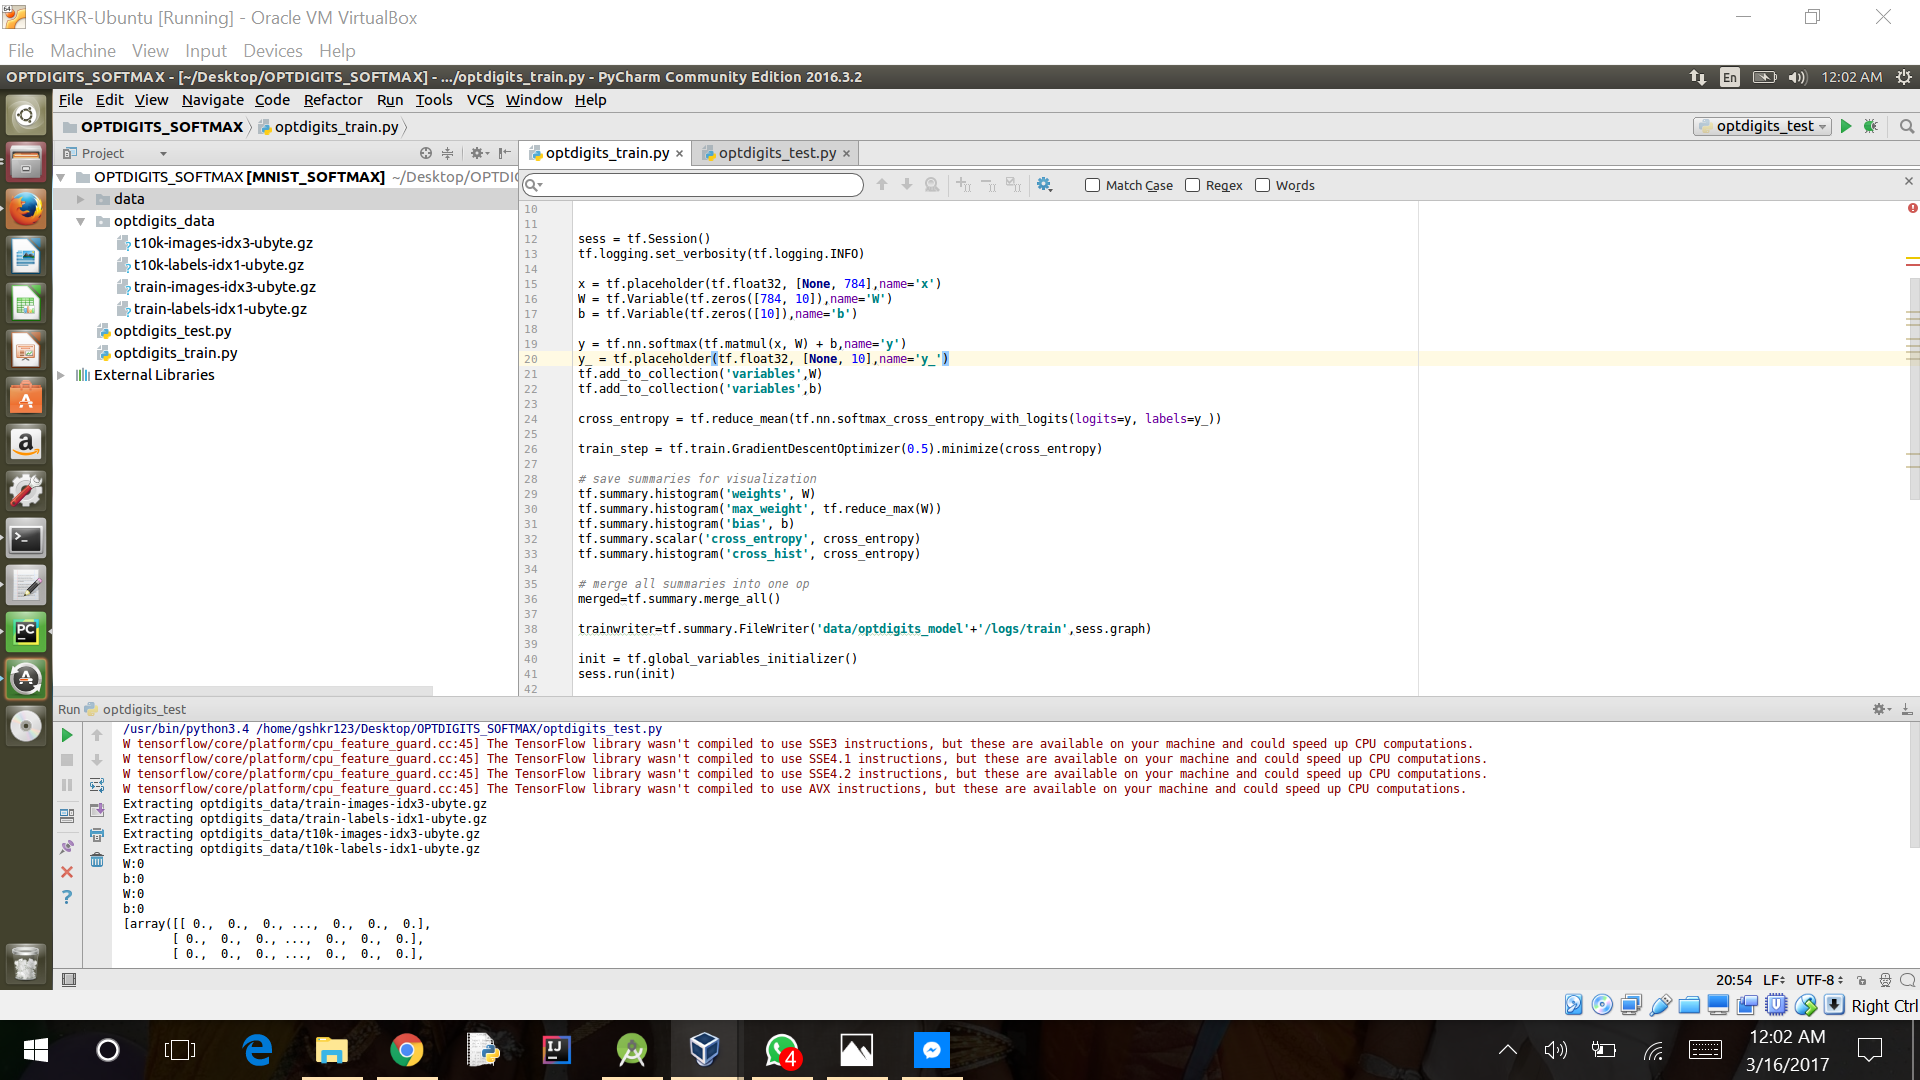 GSHKR-Ubuntu [Running] - Oracle VM VirtualBox
File Machine View Input Devices Help
OPTDIGITS_SOFTMAX - [~/Desktop/OPTDIGITS_SOFTMAX] - .../optdigits_train.py - PyCharm Community Edition 2016.3.2
En
12:02 AM
File Edit View Navigate Code Refactor Run Tools VCS Window Help
OPTDIGITS_SOFTMAX optdigits_train.py
optdigits_test
Project
optdigits_train.py
optdigits_test.py
OPTDIGITS_SOFTMAX [MNIST_SOFTMAX] ~/Desktop/OPTDI
data
optdigits_data
t10k-images-idx3-ubyte.gz
t10k-labels-idx1-ubyte.gz
train-images-idx3-ubyte.gz
train-labels-idx1-ubyte.gz
optdigits_test.py
optdigits_train.py
External Libraries
Match Case Regex Words
10
11
12 sess = tf.Session()
13 tf.logging.set_verbosity(tf.logging.INFO)
14
15 x = tf.placeholder(tf.float32, [None, 784],name='x')
16 W = tf.Variable(tf.zeros([784, 10]),name='W')
17 b = tf.Variable(tf.zeros([10]),name='b')
18
19 y = tf.nn.softmax(tf.matmul(x, W) + b,name='y')
20 y_ = tf.placeholder(tf.float32, [None, 10],name='y_')
21 tf.add_to_collection('variables',W)
22 tf.add_to_collection('variables',b)
23
24 cross_entropy = tf.reduce_mean(tf.nn.softmax_cross_entropy_with_logits(logits=y, labels=y_))
25
26 train_step = tf.train.GradientDescentOptimizer(0.5).minimize(cross_entropy)
27
28 # save summaries for visualization
29 tf.summary.histogram('weights', W)
30 tf.summary.histogram('max_weight', tf.reduce_max(W))
31 tf.summary.histogram('bias', b)
32 tf.summary.scalar('cross_entropy', cross_entropy)
33 tf.summary.histogram('cross_hist', cross_entropy)
34
35 # merge all summaries into one op
36 merged=tf.summary.merge_all()
37
38 trainwriter=tf.summary.FileWriter('data/optdigits_model'+'/logs/train',sess.graph)
39
40 init = tf.global_variables_initializer()
41 sess.run(init)
42
Run optdigits_test
/usr/bin/python3.4 /home/gshkr123/Desktop/OPTDIGITS_SOFTMAX/optdigits_test.py
W tensorflow/core/platform/cpu_feature_guard.cc:45] The TensorFlow library wasn't compiled to use SSE3 instructions, but these are available on your machine and could speed up CPU computations.
W tensorflow/core/platform/cpu_feature_guard.cc:45] The TensorFlow library wasn't compiled to use SSE4.1 instructions, but these are available on your machine and could speed up CPU computations.
W tensorflow/core/platform/cpu_feature_guard.cc:45] The TensorFlow library wasn't compiled to use SSE4.2 instructions, but these are available on your machine and could speed up CPU computations.
W tensorflow/core/platform/cpu_feature_guard.cc:45] The TensorFlow library wasn't compiled to use AVX instructions, but these are available on your machine and could speed up CPU computations.
Extracting optdigits_data/train-images-idx3-ubyte.gz
Extracting optdigits_data/train-labels-idx1-ubyte.gz
Extracting optdigits_data/t10k-images-idx3-ubyte.gz
Extracting optdigits_data/t10k-labels-idx1-ubyte.gz
W:0
b:0
W:0
b:0
[array([[ 0., 0., 0., ..., 0., 0., 0.],
[ 0., 0., 0., ..., 0., 0., 0.],
[ 0., 0., 0., ..., 0., 0., 0.],
20:54 LF UTF-8
Right Ctrl
PC
IJ
4
12:02 AM
3/16/2017